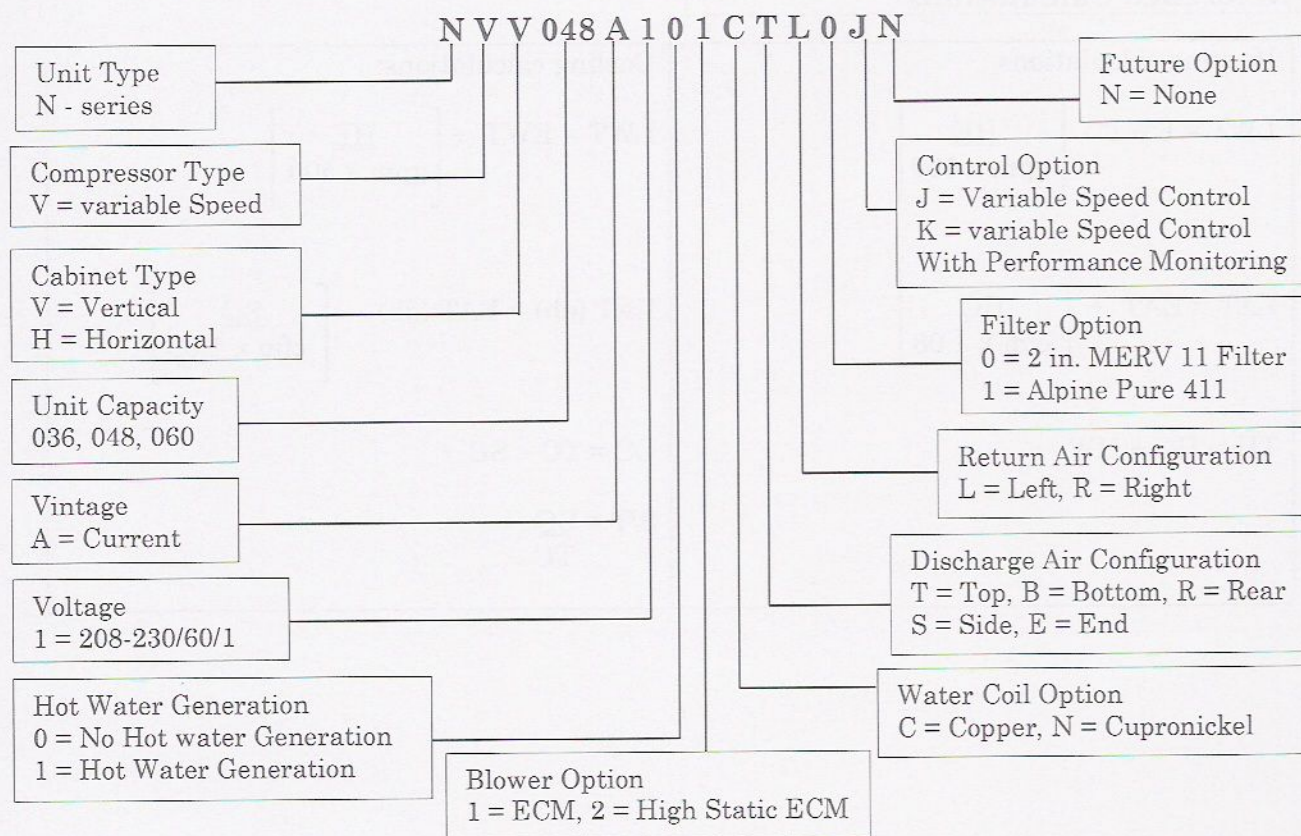 N V V 048 A 1 0 1 C T L 0 J N
Unit Type
N - series
Compressor Type
V = variable Speed
Cabinet Type
V = Vertical
H = Horizontal
Unit Capacity
036, 048, 060
Vintage
A = Current
Voltage
1 = 208-230/60/1
Hot Water Generation
0 = No Hot water Generation
1 = Hot Water Generation
Blower Option
1 = ECM, 2 = High Static ECM
Future Option
N = None
Control Option
J = Variable Speed Control
K = variable Speed Control
With Performance Monitoring
Filter Option
0 = 2 in. MERV 11 Filter
1 = Alpine Pure 411
Return Air Configuration
L = Left, R = Right
Discharge Air Configuration
T = Top, B = Bottom, R = Rear
S = Side, E = End
Water Coil Option
C = Copper, N = Cupronickel